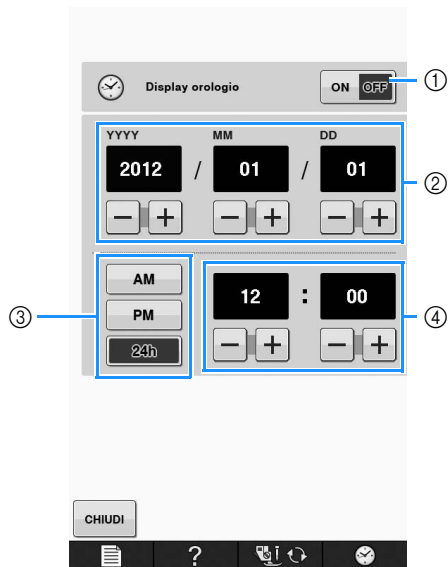 Display orologio ON OFF ①
YYYY MM DD
2012 / 01 / 01 ②
− + − + − +
AM
12 : 00
③ PM ④
24h − + − +
CHIUDI
?